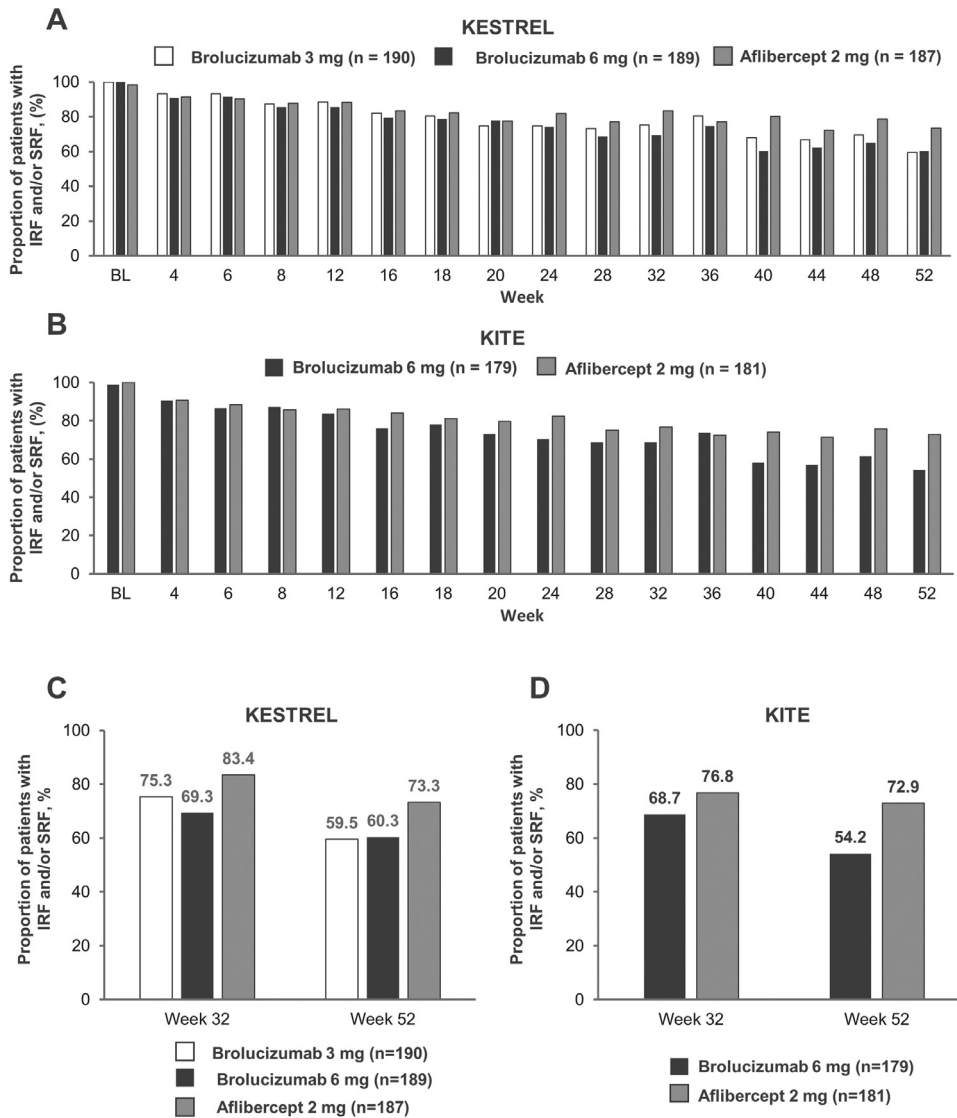 A
KESTREL
Brolucizumab 3 mg (n = 190) Brolucizumab 6 mg (n = 189) Aflibercept 2 mg (n = 187)
Proportion of patients with
IRF and/or SRF, (%)
100
80
60
40
20
0
BL 4 6 8 12 16 18 20 24 28 32 36 40 44 48 52
Week
B
KITE
Brolucizumab 6 mg (n = 179) Aflibercept 2 mg (n = 181)
Proportion of patients with
IRF and/or SRF, (%)
100
80
60
40
20
0
BL 4 6 8 12 16 18 20 24 28 32 36 40 44 48 52
Week
C
KESTREL
Proportion of patients with
IRF and/or SRF, %
100
80
60
40
20
0
75.3 69.3 83.4 59.5 60.3 73.3
Week 32 Week 52
Brolucizumab 3 mg (n=190)
Brolucizumab 6 mg (n=189)
Aflibercept 2 mg (n=187)
D
KITE
Proportion of patients with
IRF and/or SRF, %
100
80
60
40
20
0
68.7 76.8 54.2 72.9
Week 32 Week 52
Brolucizumab 6 mg (n=179)
Aflibercept 2 mg (n=181)